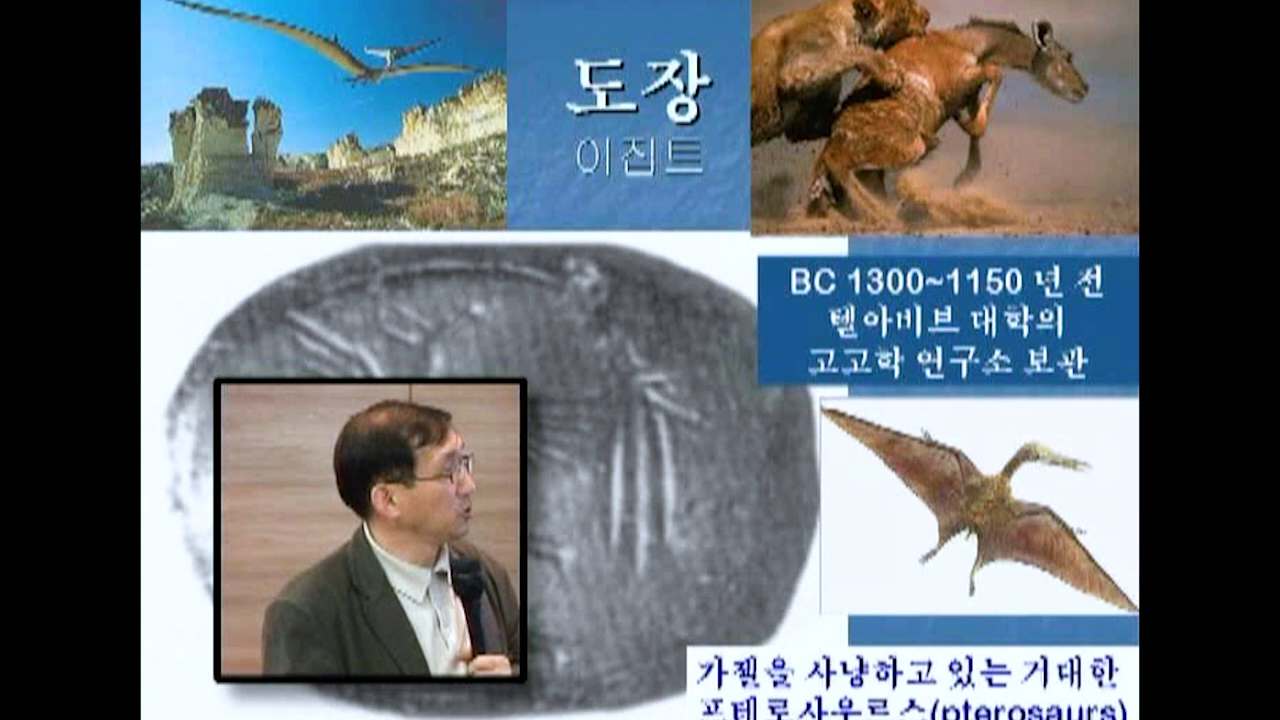 도장
이집트
BC 1300~1150 년 전
텔아비브 대학의
고고학 연구소 보관
가젤을 사냥하고 있는 거대한
프테로사우르스(pterosaurs)